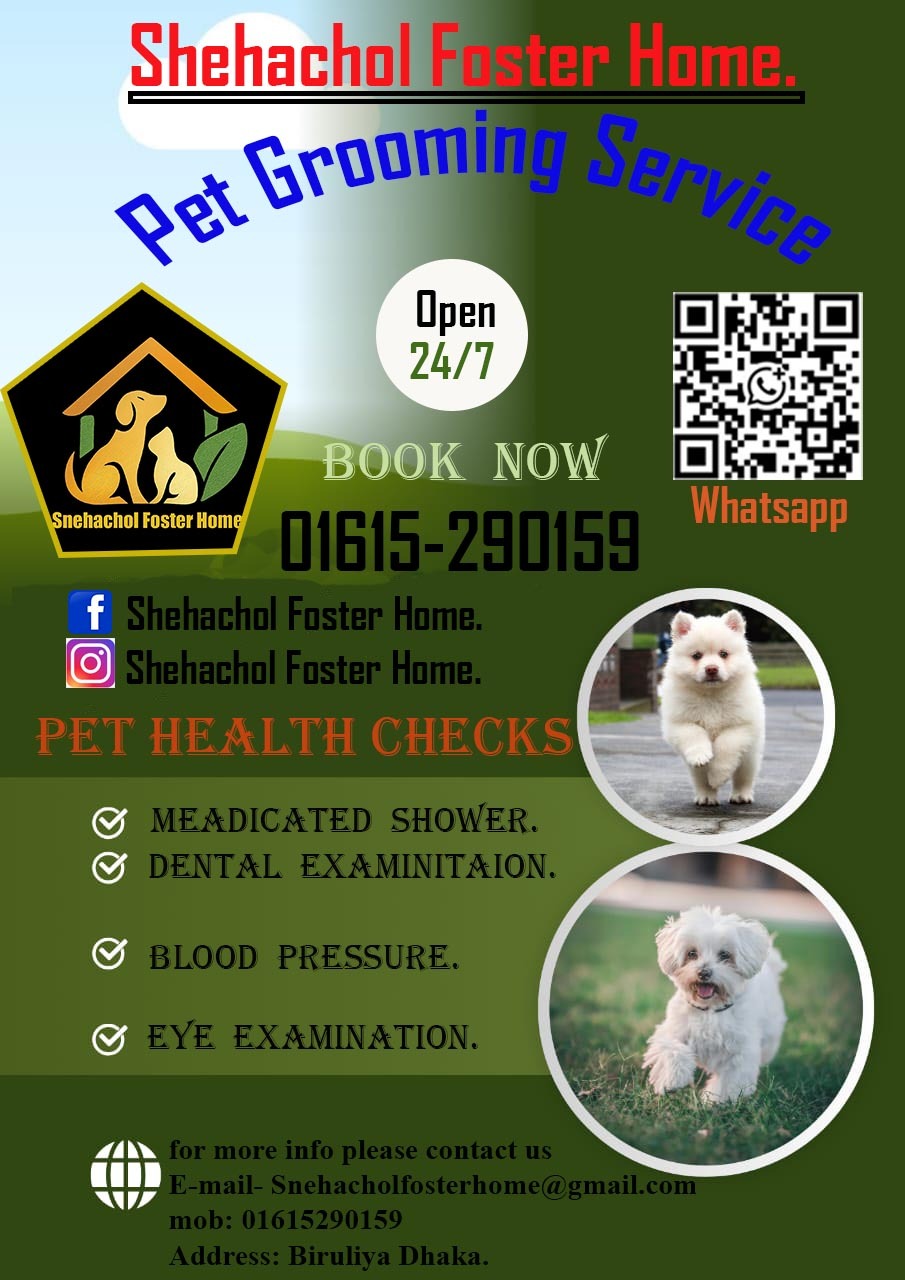 Shehachol Foster Home.
Pet Grooming Service
Open
24/7
Snehachol Foster Home
BOOK NOW
01615-290159
Whatsapp
Shehachol Foster Home.
Shehachol Foster Home.
PET HEALTH CHECKS
MEADICATED SHOWER.
DENTAL EXAMINITAION.
BLOOD PRESSURE.
EYE EXAMINATION.
for more info please contact us
E-mail- Snehacholfosterhome@gmail.com
mob: 01615290159
Address: Biruliya Dhaka.